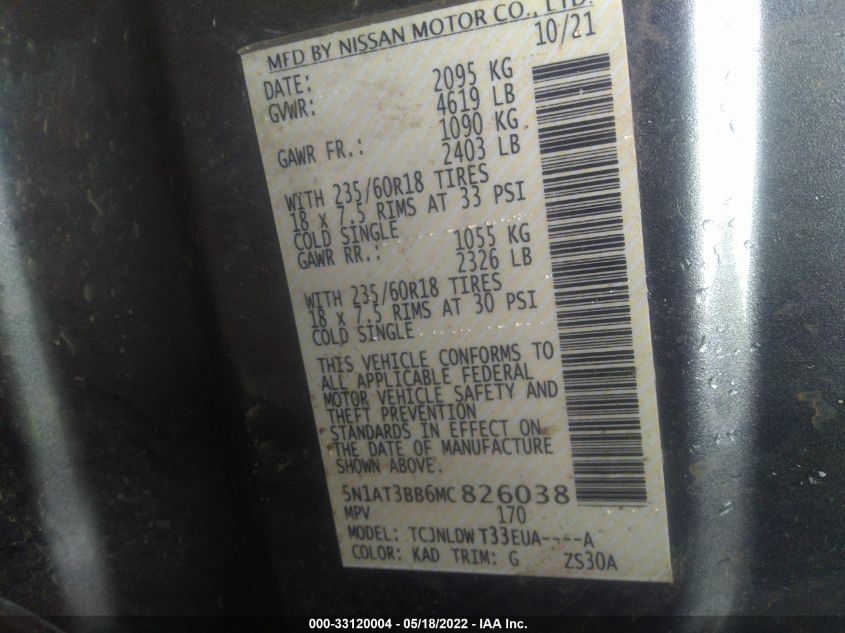 MFD BY NISSAN MOTOR CO., LTD.
DATE: 10/21
GVWR: 2095 KG
4619 LB
GAWR FR.: 1090 KG
2403 LB
WITH 235/60R18 TIRES
18 x 7.5 RIMS AT 33 PSI
COLD SINGLE
GAWR RR.: 1055 KG
2326 LB
WITH 235/60R18 TIRES
18 x 7.5 RIMS AT 30 PSI
COLD SINGLE
THIS VEHICLE CONFORMS TO
ALL APPLICABLE FEDERAL
MOTOR VEHICLE SAFETY AND
THEFT PREVENTION
STANDARDS IN EFFECT ON
THE DATE OF MANUFACTURE
SHOWN ABOVE.
5N1AT3BB6MC 826038
MPV 170
MODEL: TCJNLDW T33EUA----A
COLOR: KAD TRIM: G ZS30A
000-33120004 - 05/18/2022 - IAA Inc.